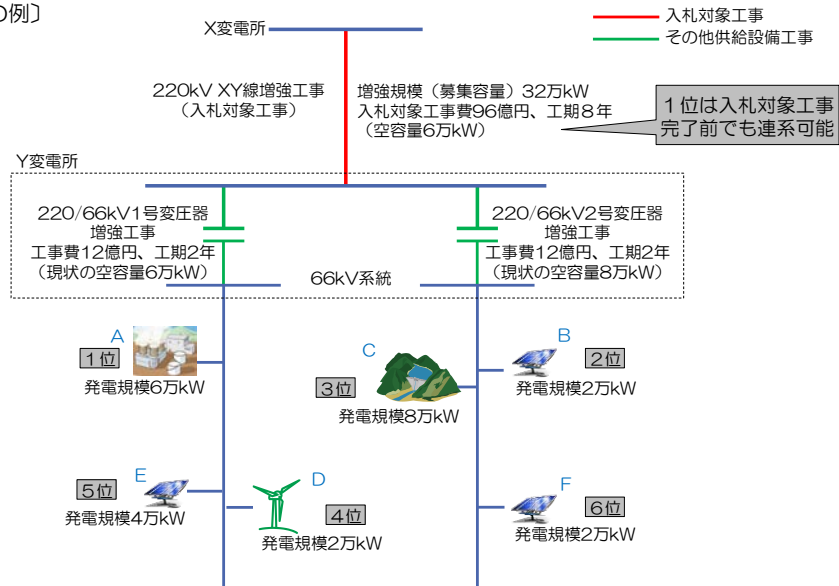 の例〕
X変電所
入札対象工事
その他供給設備工事
220kV XY線増強工事
（入札対象工事）
増強規模（募集容量）32万kW
入札対象工事費96億円、工期８年
（空容量6万kW）
１位は入札対象工事
完了前でも連系可能
Y変電所
220/66kV1号変圧器
増強工事
工事費12億円、工期2年
（現状の空容量6万kW）
220/66kV2号変圧器
増強工事
工事費12億円、工期2年
（現状の空容量8万kW）
66kV系統
A
１位
発電規模6万kW
C
３位
発電規模8万kW
B
２位
発電規模2万kW
E
５位
発電規模4万kW
D
４位
発電規模2万kW
F
６位
発電規模2万kW